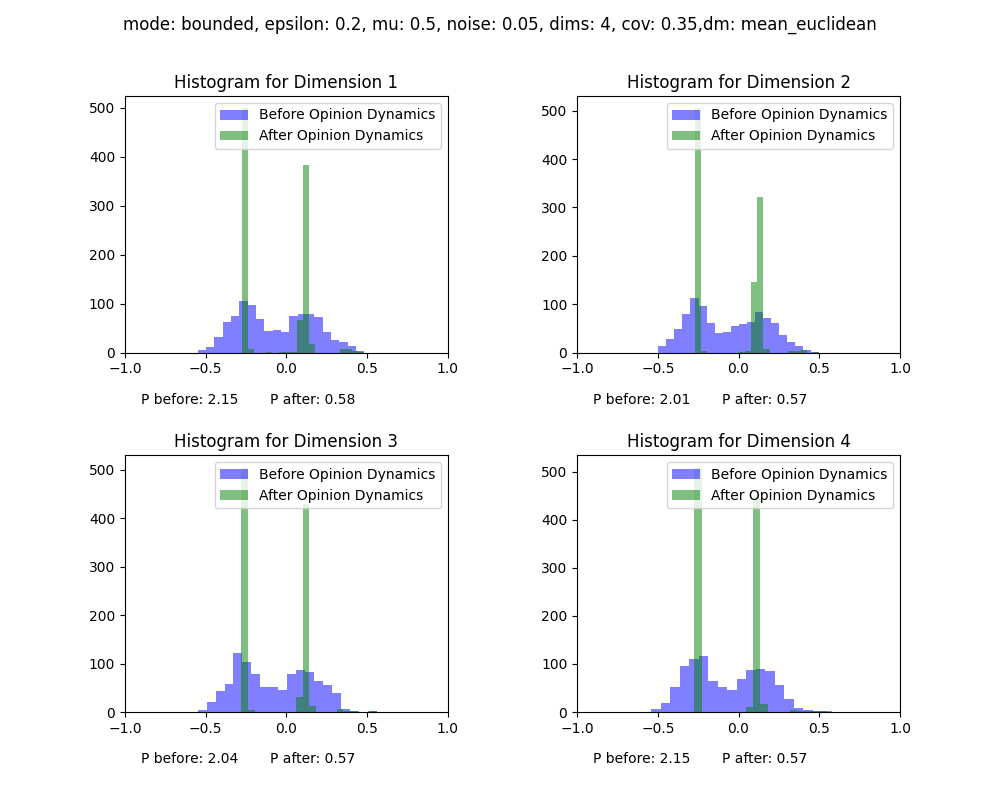 mode: bounded, epsilon: 0.2, mu: 0.5, noise: 0.05, dims: 4, cov: 0.35,dm: mean_euclidean
Histogram for Dimension 1
Before Opinion Dynamics
After Opinion Dynamics
500
400
300
200
100
0
−1.0 −0.5 0.0 0.5 1.0
P before: 2.15 P after: 0.58
Histogram for Dimension 2
Before Opinion Dynamics
After Opinion Dynamics
500
400
300
200
100
0
−1.0 −0.5 0.0 0.5 1.0
P before: 2.01 P after: 0.57
Histogram for Dimension 3
Before Opinion Dynamics
After Opinion Dynamics
500
400
300
200
100
0
−1.0 −0.5 0.0 0.5 1.0
P before: 2.04 P after: 0.57
Histogram for Dimension 4
Before Opinion Dynamics
After Opinion Dynamics
500
400
300
200
100
0
−1.0 −0.5 0.0 0.5 1.0
P before: 2.15 P after: 0.57